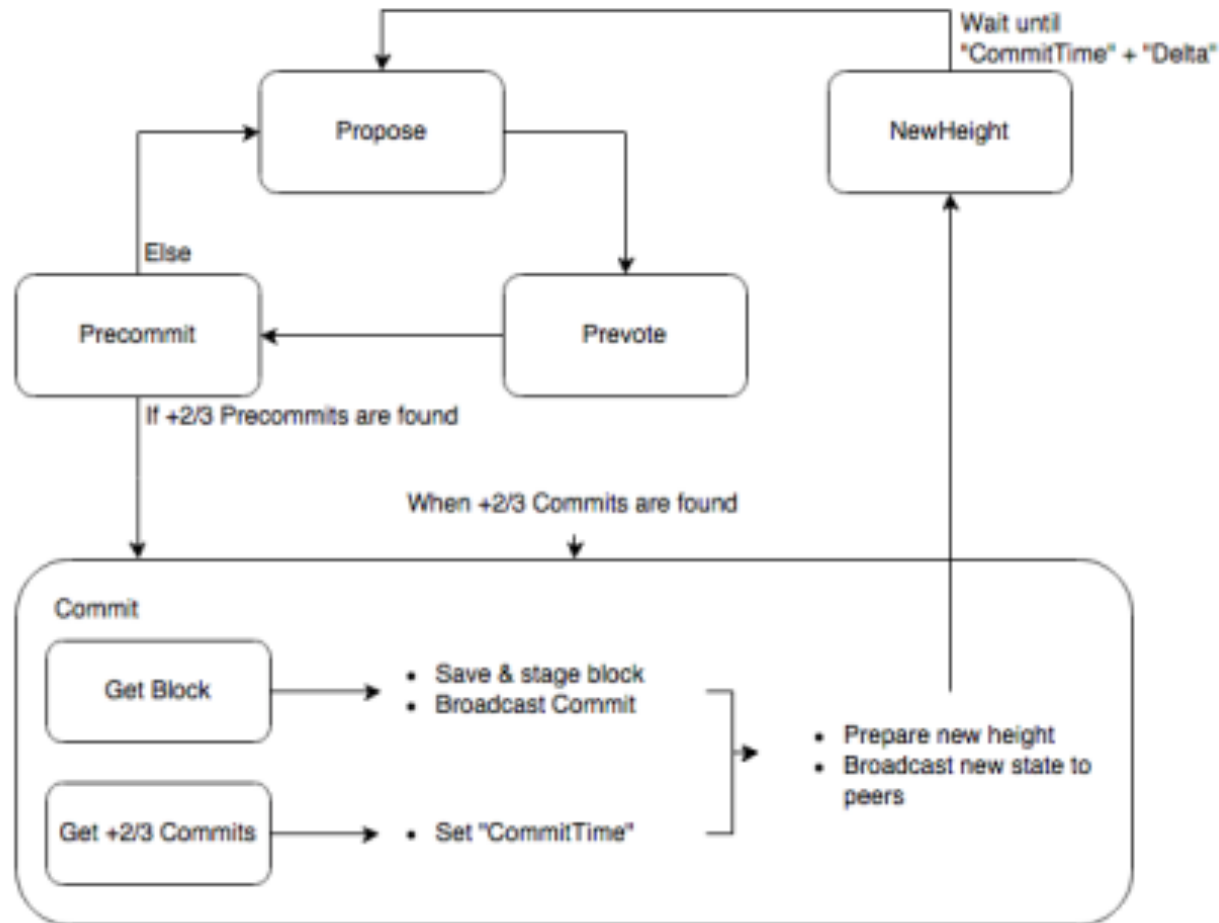 Wait until
"CommitTime" + "Delta"
Propose
NewHeight
Else
Precommit
Prevote
If +2/3 Precommits are found
When +2/3 Commits are found
Commit
Get Block
• Save & stage block
• Broadcast Commit
• Prepare new height
• Broadcast new state to
peers
Get +2/3 Commits
• Set "CommitTime"